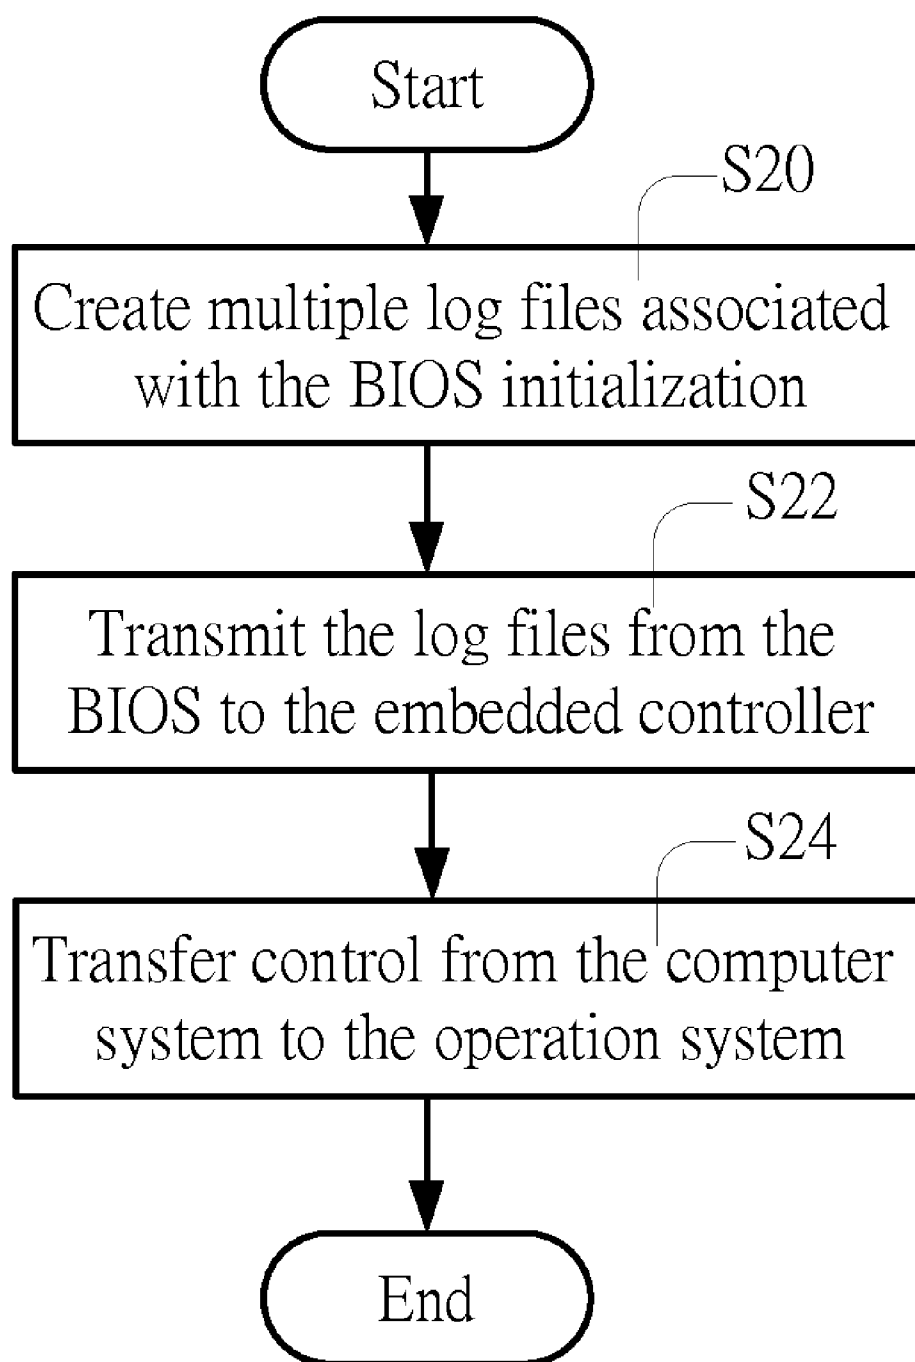 Start
S20
Create multiple log files associated
with the BIOS initialization
S22
Transmit the log files from the
BIOS to the embedded controller
S24
Transfer control from the computer
system to the operation system
End